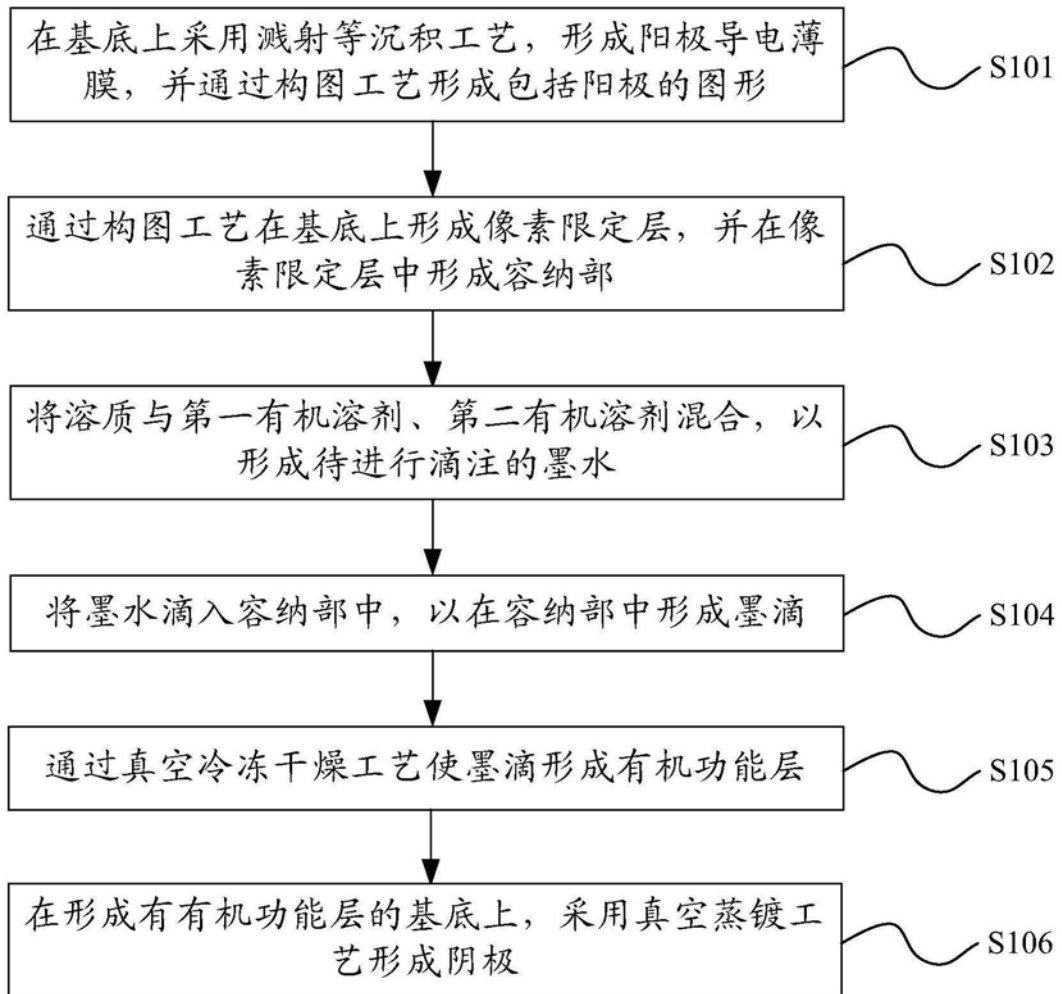 在基底上采用溅射等沉积工艺，形成阳极导电薄
膜，并通过构图工艺形成包括阳极的图形
S101
通过构图工艺在基底上形成像素限定层，并在像
素限定层中形成容纳部
S102
将溶质与第一有机溶剂、第二有机溶剂混合，以
形成待进行滴注的墨水
S103
将墨水滴入容纳部中，以在容纳部中形成墨滴
S104
通过真空冷冻干燥工艺使墨滴形成有机功能层
S105
在形成有有机功能层的基底上，采用真空蒸镀工
艺形成阴极
S106